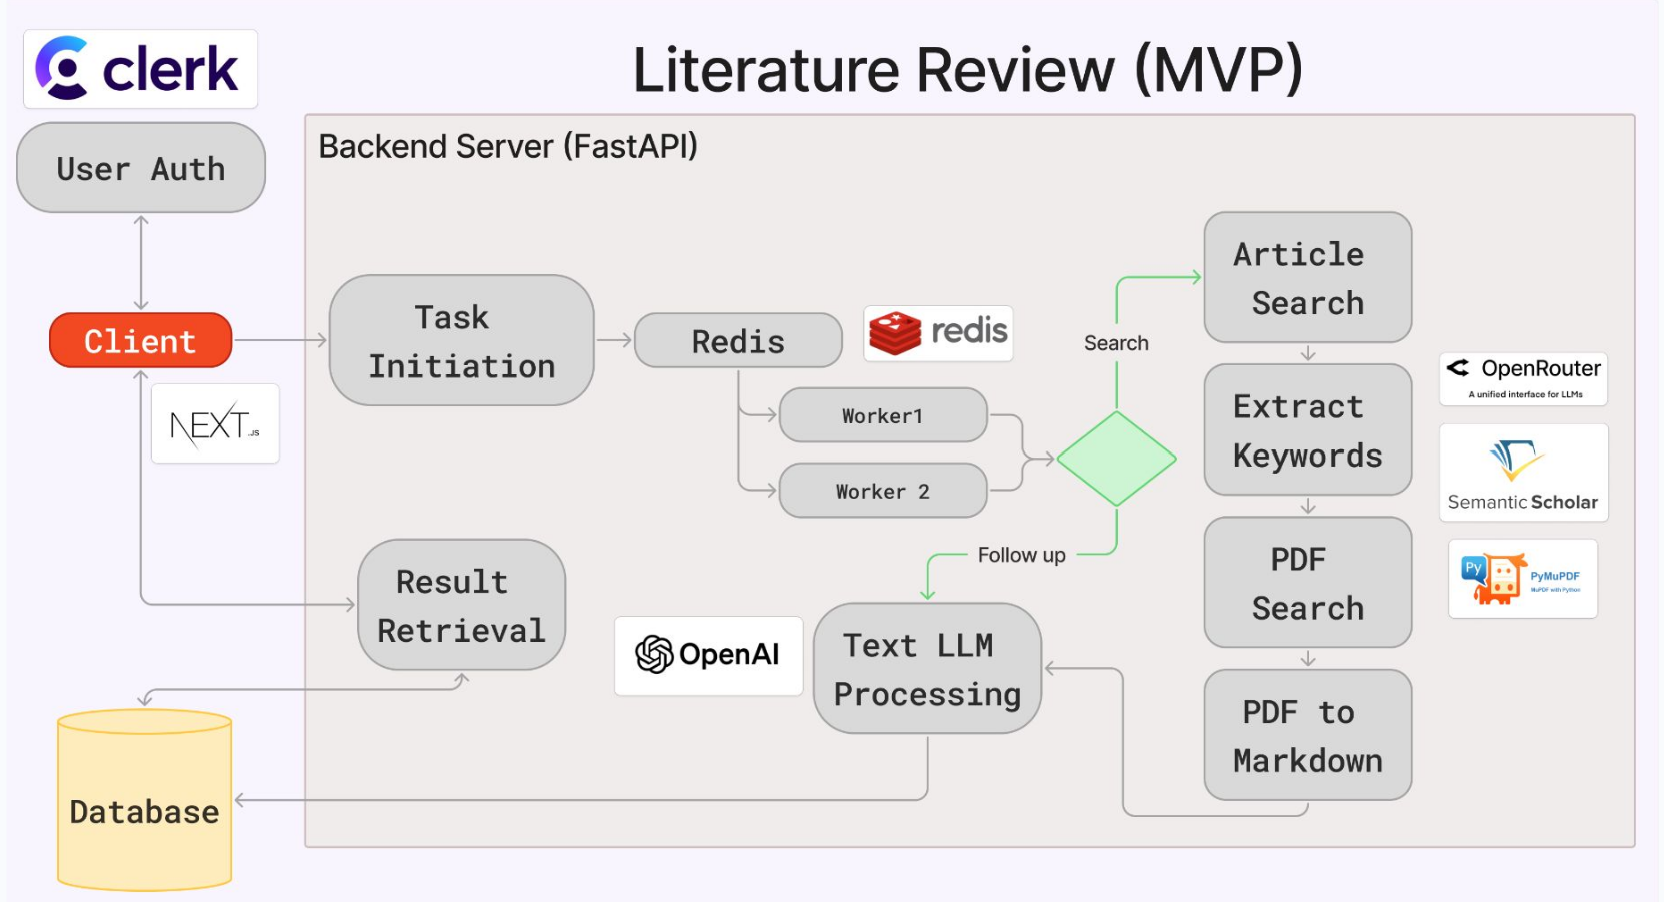 clerk
Literature Review (MVP)
User Auth
Backend Server (FastAPI)
Client
NEXT.JS
Task
Initiation
Redis
redis
Worker1
Worker 2
Search
Follow up
Article
Search
Extract
Keywords
PDF
Search
PDF to
Markdown
OpenRouter
A unified interface for LLMs
Semantic Scholar
Py
PyMuPDF
MuPDF with Python
Result
Retrieval
OpenAI
Text LLM
Processing
Database